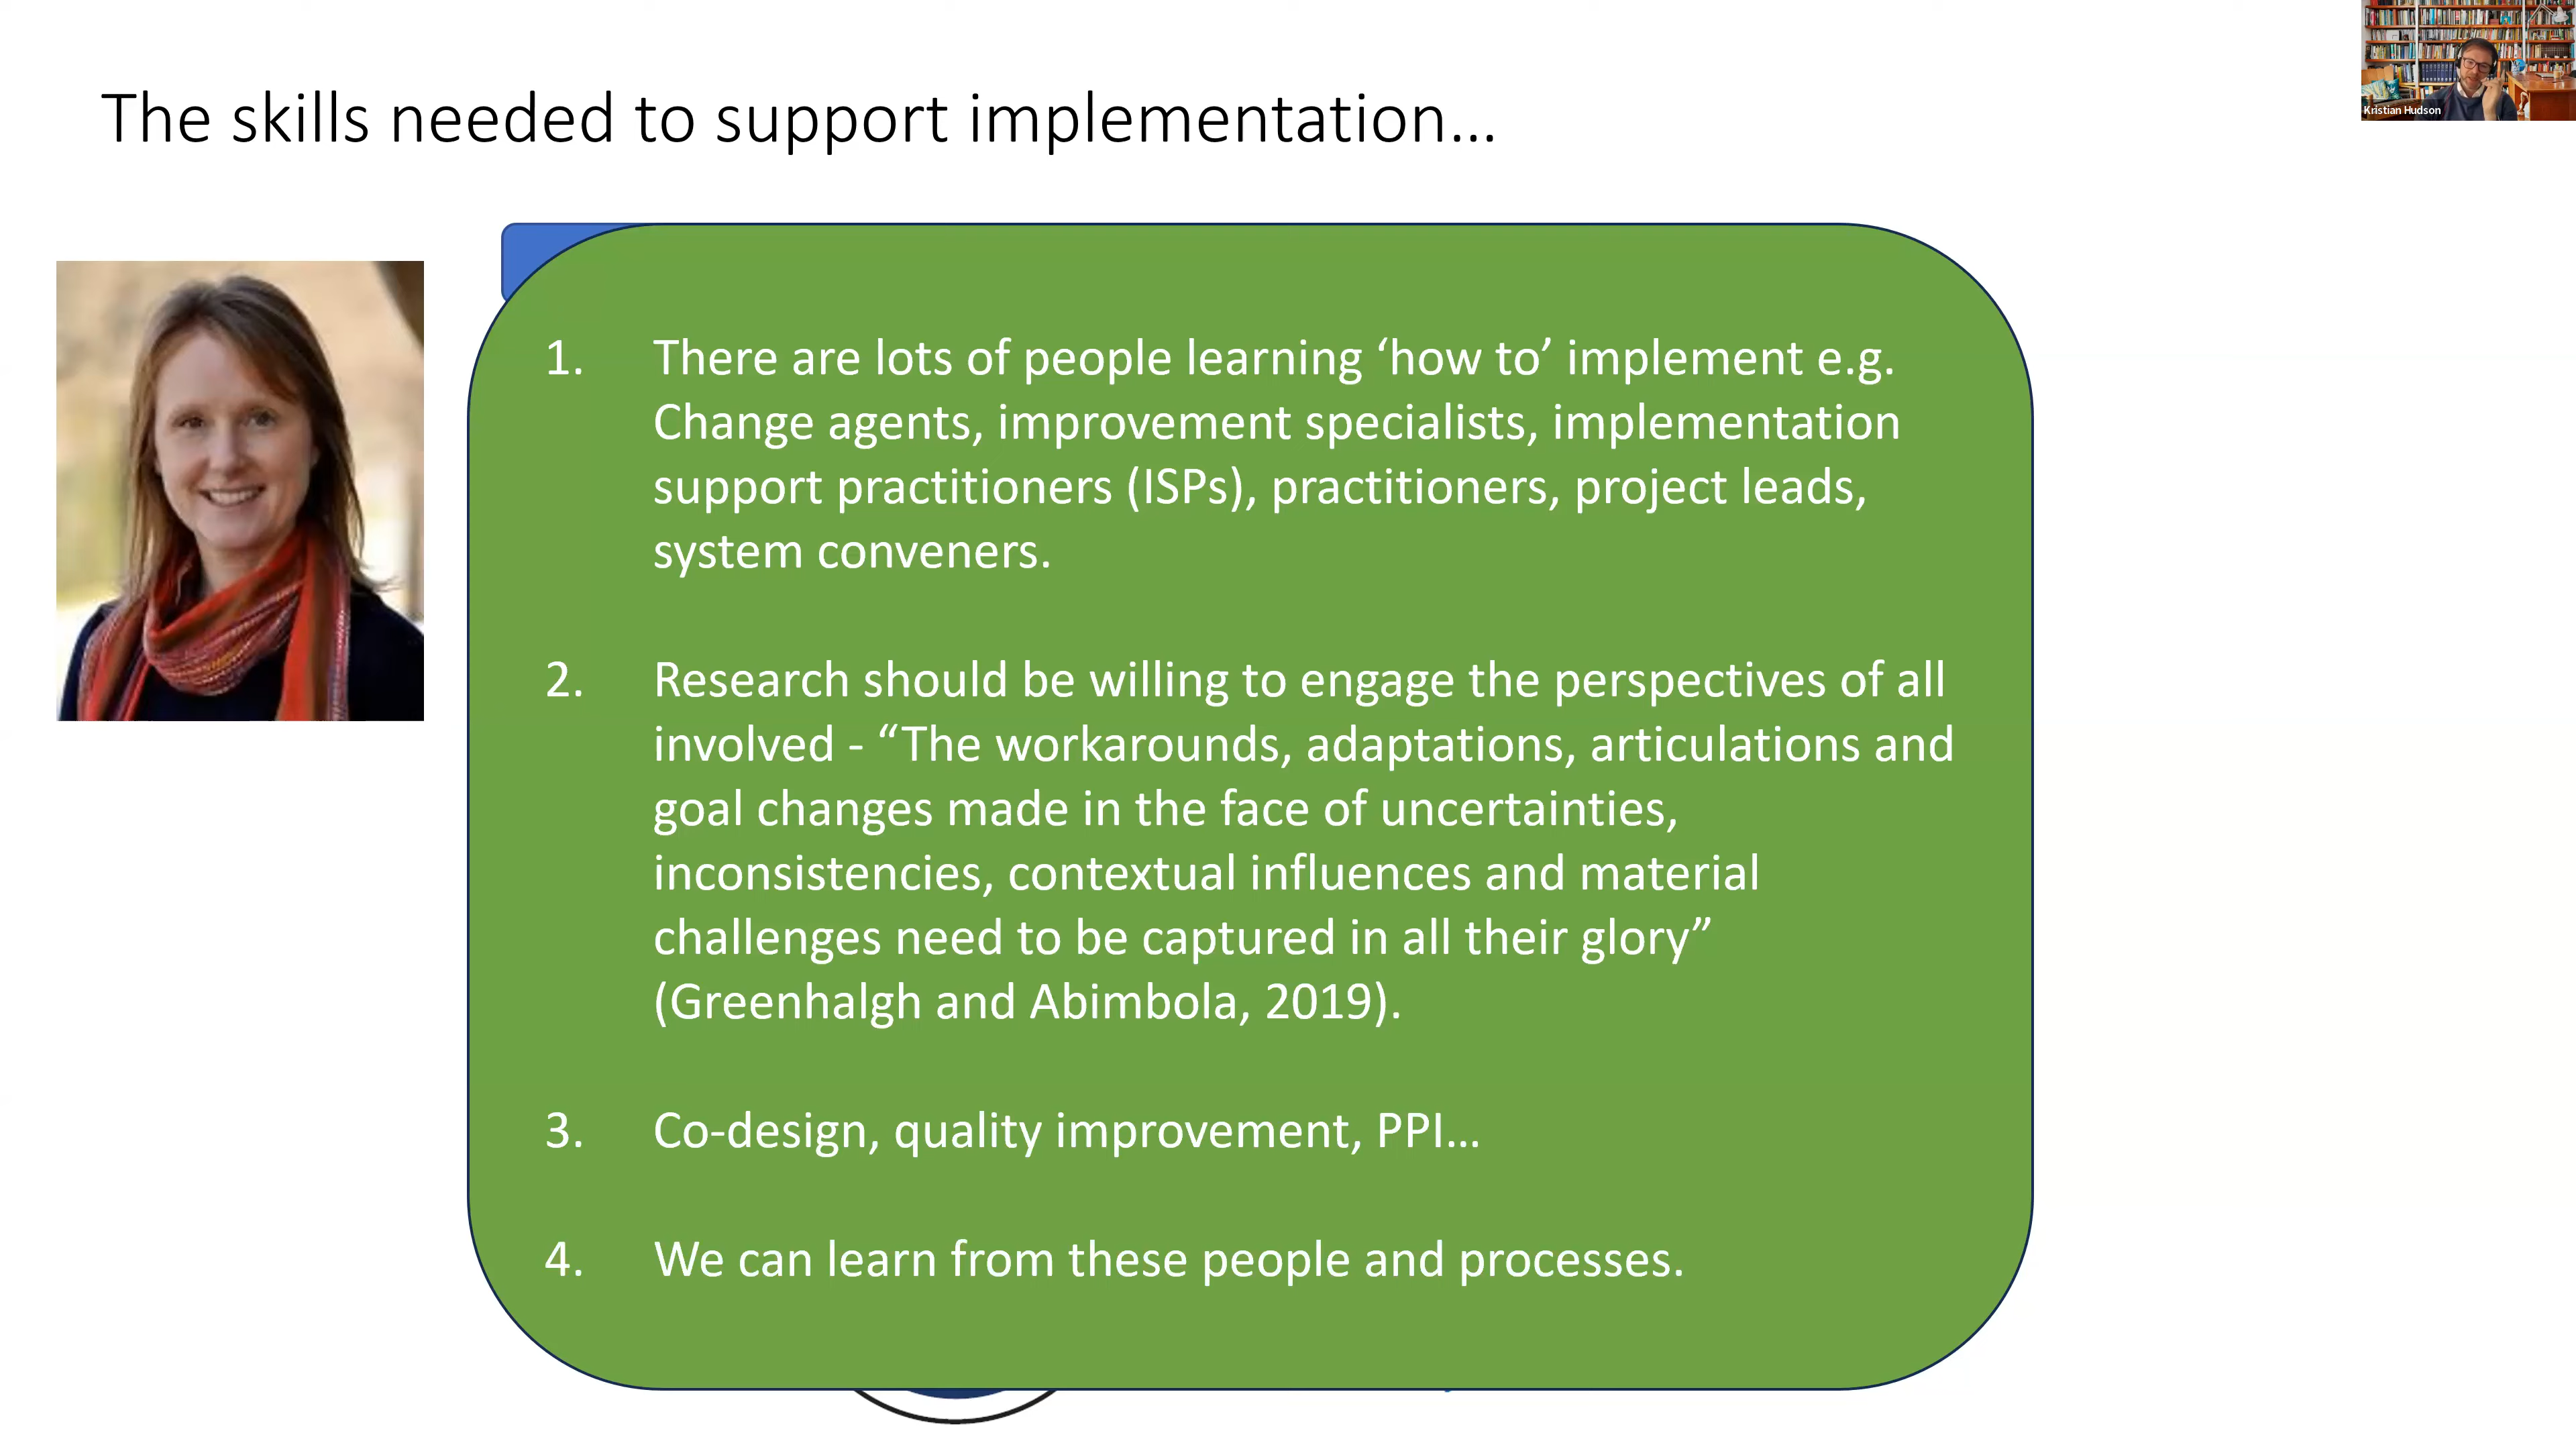 The skills needed to support implementation...
Kristian Hudson
1. There are lots of people learning ‘how to’ implement e.g.
Change agents, improvement specialists, implementation
support practitioners (ISPs), practitioners, project leads,
system conveners.
2. Research should be willing to engage the perspectives of all
involved - “The workarounds, adaptations, articulations and
goal changes made in the face of uncertainties,
inconsistencies, contextual influences and material
challenges need to be captured in all their glory”
(Greenhalgh and Abimbola, 2019).
3. Co-design, quality improvement, PPI...
4. We can learn from these people and processes.